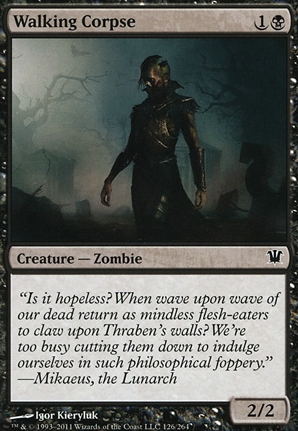 Walking Corpse 1
Creature — Zombie
“Is it hopeless? When wave upon wave of
our dead return as mindless flesh-eaters
to claw upon Thraben’s walls? We’re
too busy cutting them down to indulge
ourselves in such philosophical foppery.”
—Mikaeus, the Lunarch
2/2
Igor Kieryluk
™ & © 1993–2011 Wizards of the Coast LLC 126/264